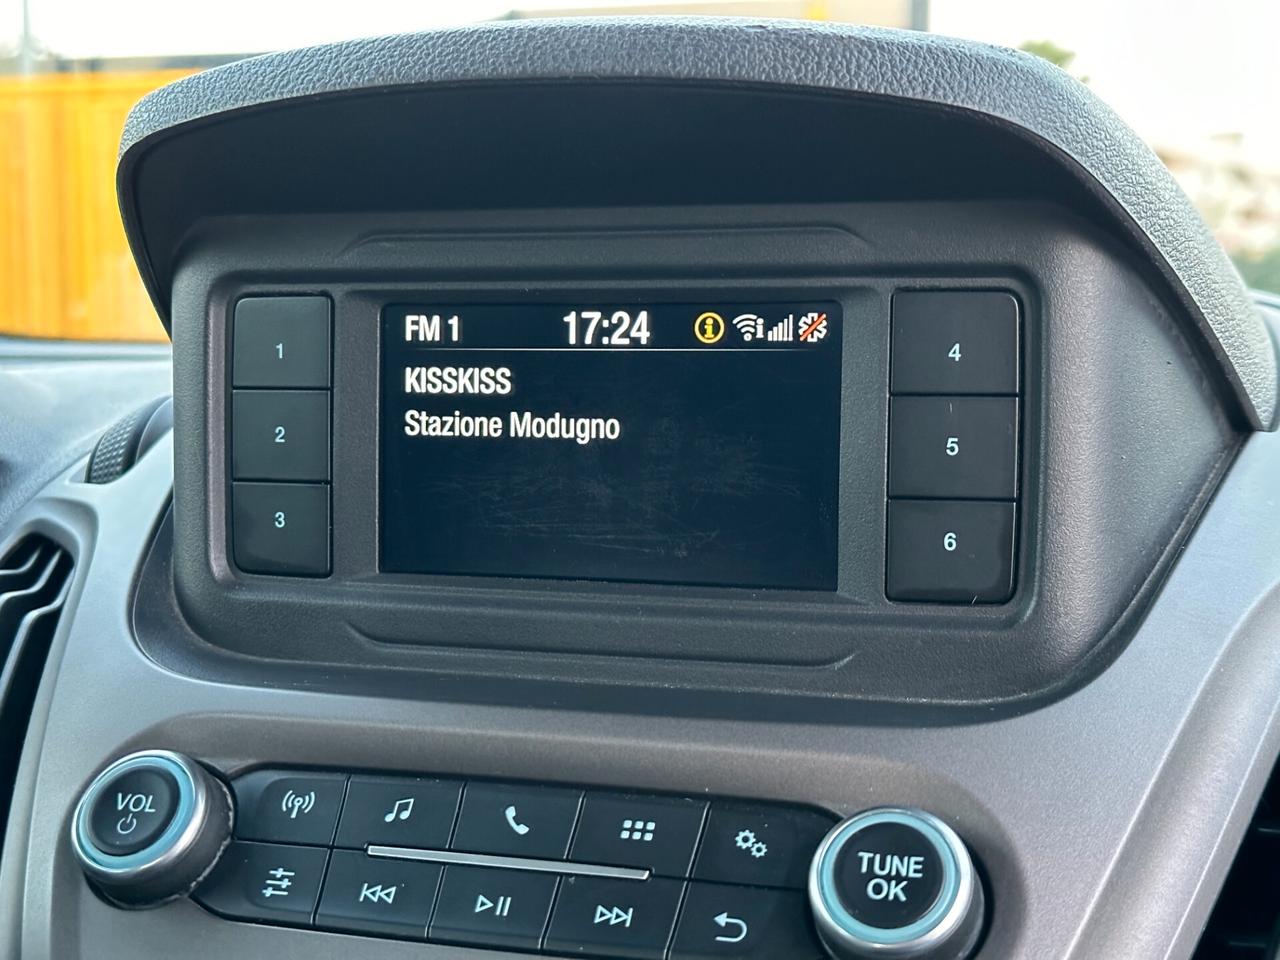 FM 1 17:24
KISSKISS
Stazione Modugno
1
2
3
4
5
6
VOL
TUNE
OK